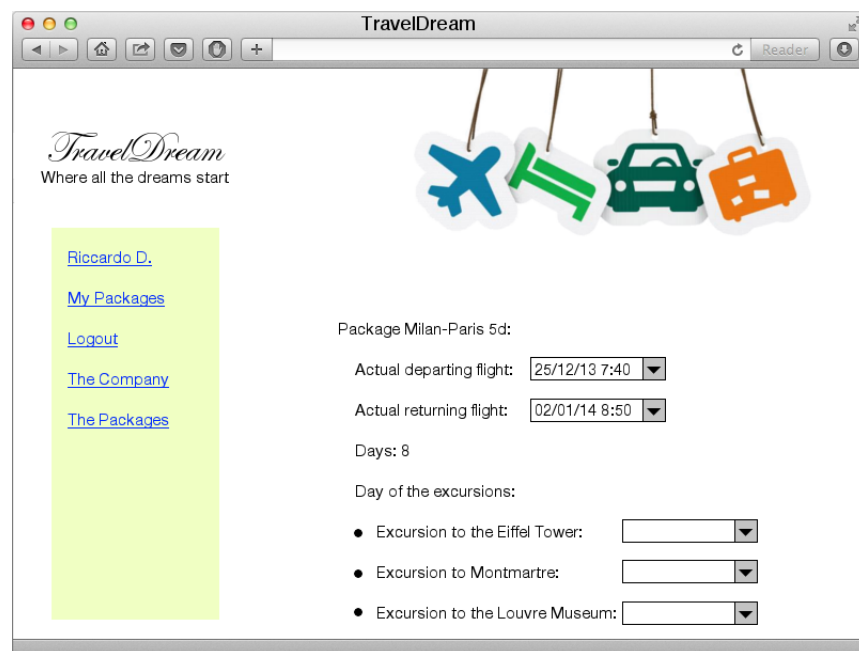 TravelDream
Reader
TravelDream
Where all the dreams start
Riccardo D.
My Packages
Logout
The Company
The Packages
Package Milan-Paris 5d:
Actual departing flight: 25/12/13 7:40
Actual returning flight: 02/01/14 8:50
Days: 8
Day of the excursions:
Excursion to the Eiffel Tower:
Excursion to Montmartre:
Excursion to the Louvre Museum: